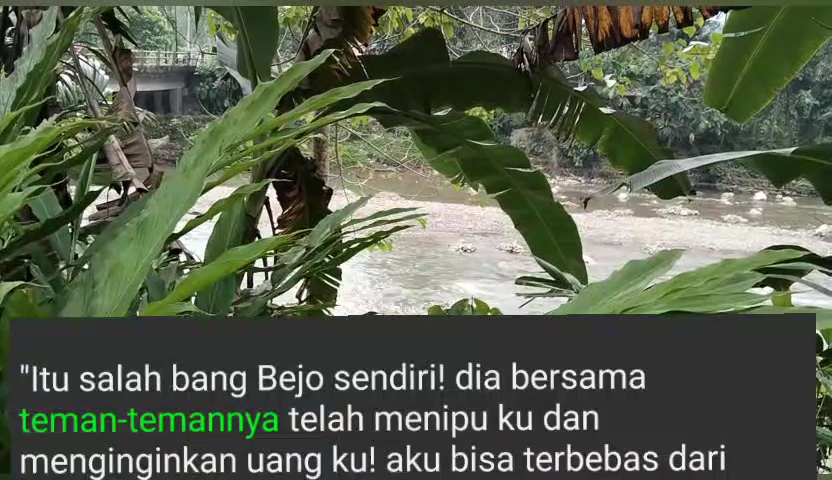 "Itu salah bang Bejo sendiri! dia bersama
teman-temannya telah menipu ku dan
menginginkan uang ku! aku bisa terbebas dari